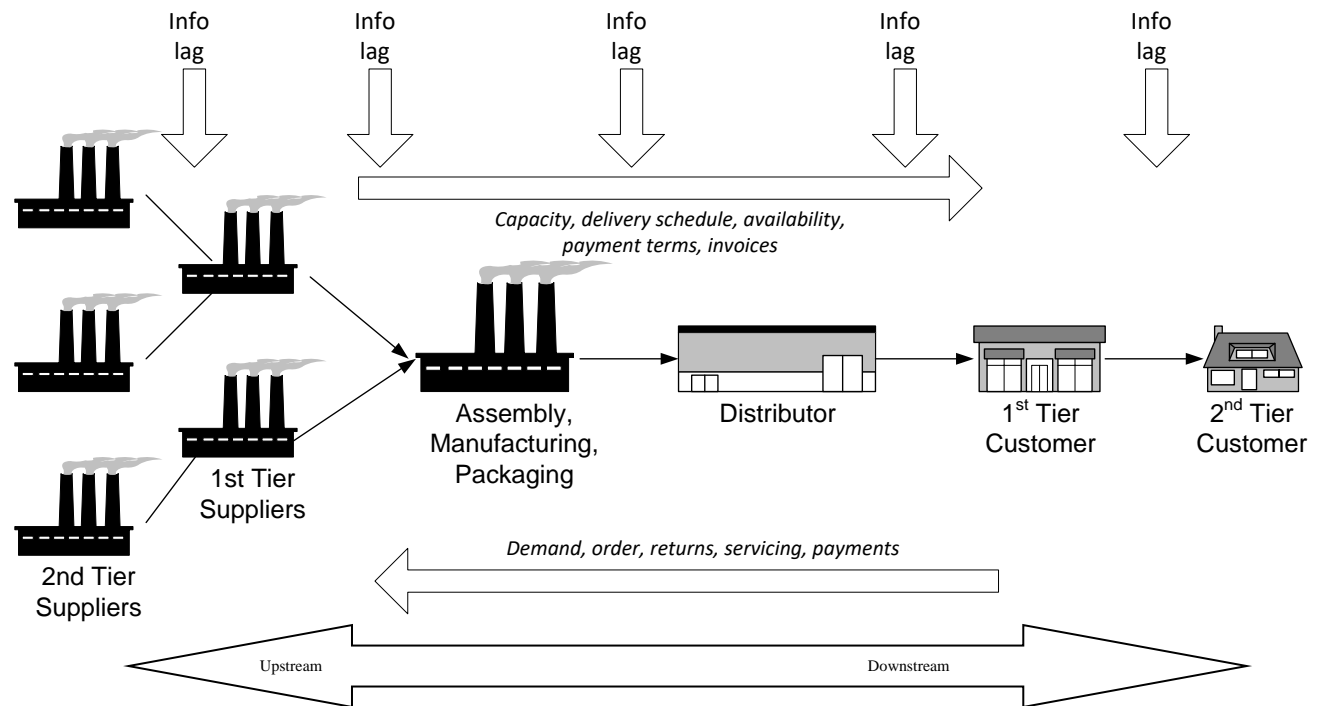 Info
lag
Info
lag
Info
lag
Info
lag
Info
lag
Capacity, delivery schedule, availability,
payment terms, invoices
Assembly,
Manufacturing,
Packaging
Distributor
1st Tier
Customer
2nd Tier
Customer
1st Tier
Suppliers
2nd Tier
Suppliers
Demand, order, returns, servicing, payments
Upstream
Downstream